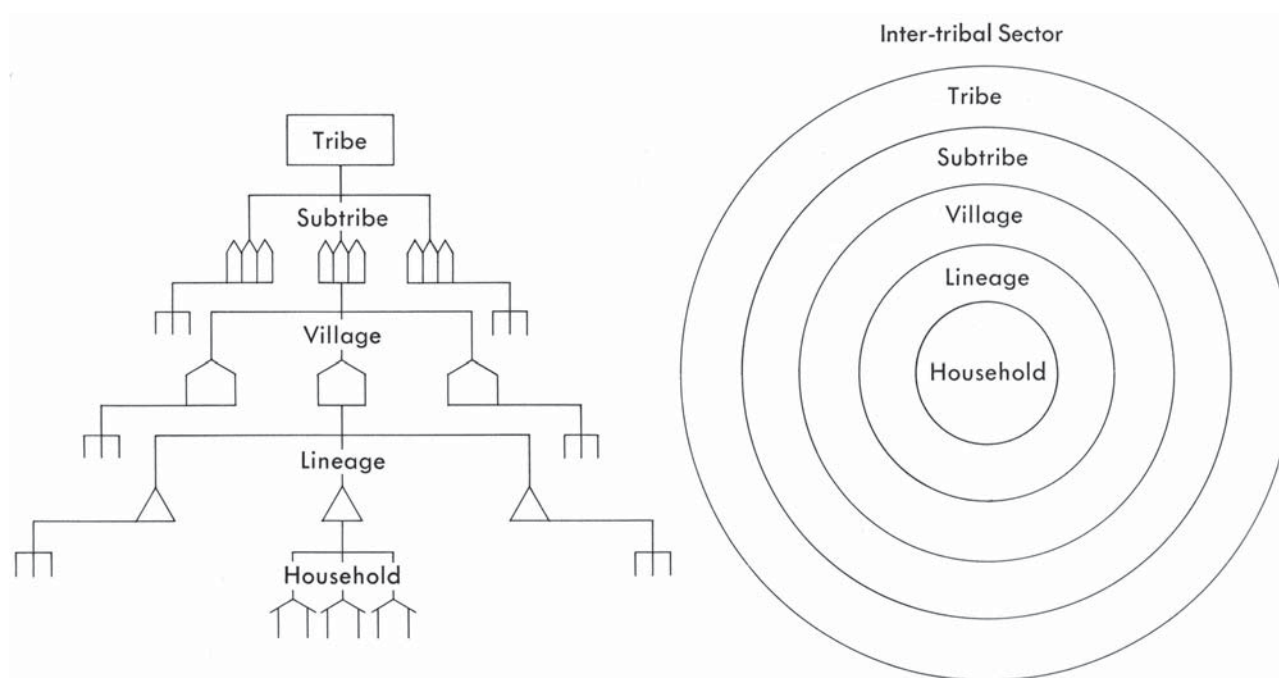 Tribe
Subtribe
Village
Lineage
Household
Inter-tribal Sector
Tribe
Subtribe
Village
Lineage
Household